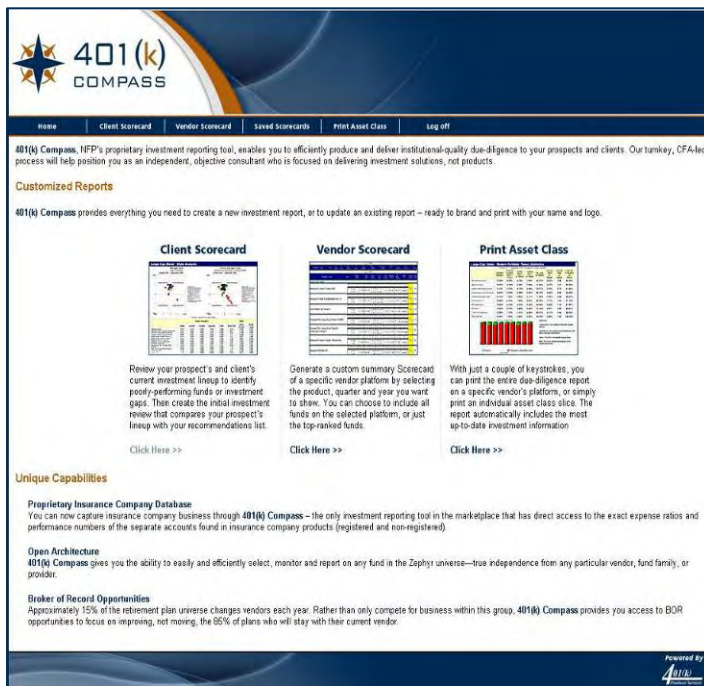 401(k)
COMPASS
Home
Client Scorecard
Vendor Scorecard
Saved Scorecards
Print Asset Class
Log off
401(k) Compass, NFP's proprietary investment reporting tool, enables you to efficiently produce and deliver institutional-quality due-diligence to your prospects and clients. Our turnkey, CFA-led
process will help position you as an independent, objective consultant who is focused on delivering investment solutions, not products.
Customized Reports
401(k) Compass provides everything you need to create a new investment report, or to update an existing report – ready to brand and print with your name and logo.
Client Scorecard
Review your prospect's and client's
current investment lineup to identify
poorly-performing funds or investment
gaps. Then create the initial investment
review that compares your prospect's
lineup with your recommendations list.
Click Here >>
Vendor Scorecard
Generate a custom summary Scorecard
of a specific vendor platform by selecting
the product, quarter and year you want
to show. You can choose to include all
funds on the selected platform, or just
the top-ranked funds.
Click Here >>
Print Asset Class
With just a couple of keystrokes, you
can print the entire due-diligence report
on a specific vendor's platform, or simply
print an individual asset class slice. The
report automatically includes the most
up-to-date investment information
Click Here >>
Unique Capabilities
Proprietary Insurance Company Database
You can now capture insurance company business through 401(k) Compass – the only investment reporting tool in the marketplace that has direct access to the exact expense ratios and
performance numbers of the separate accounts found in insurance company products (registered and non-registered).
Open Architecture
401(k) Compass gives you the ability to easily and efficiently select, monitor and report on any fund in the Zephyr universe—true independence from any particular vendor, fund family, or
provider.
Broker of Record Opportunities
Approximately 15% of the retirement plan universe changes vendors each year. Rather than only compete for business within this group, 401(k) Compass provides you access to BOR
opportunities to focus on improving, not moving, the 85% of plans who will stay with their current vendor.
Powered By
401(k)